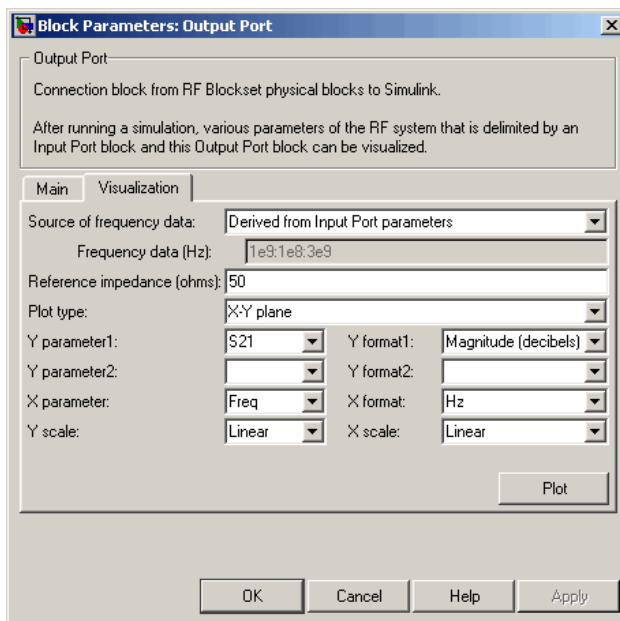 Block Parameters: Output Port
Output Port
Connection block from RF Blockset physical blocks to Simulink.
After running a simulation, various parameters of the RF system that is delimited by an
Input Port block and this Output Port block can be visualized.
Main Visualization
Source of frequency data: Derived from Input Port parameters
Frequency data (Hz): 1e9:1e8:3e9
Reference impedance (ohms): 50
Plot type: X-Y plane
Y parameter1: S21 Y format1: Magnitude (decibels)
Y parameter2: Y format2:
X parameter: Freq X format: Hz
Y scale: Linear X scale: Linear
Plot
OK Cancel Help Apply